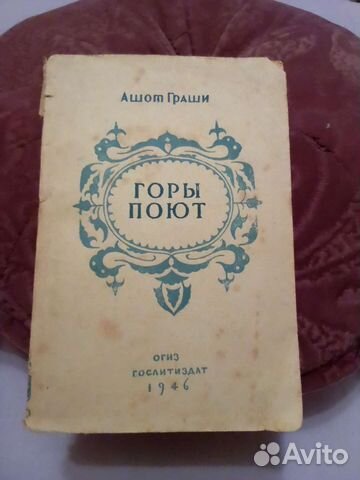 Ашот Граши
ГОРЫ
ПОЮТ
ОГИЗ
ГОСЛИТИЗДАТ
1946
Avito